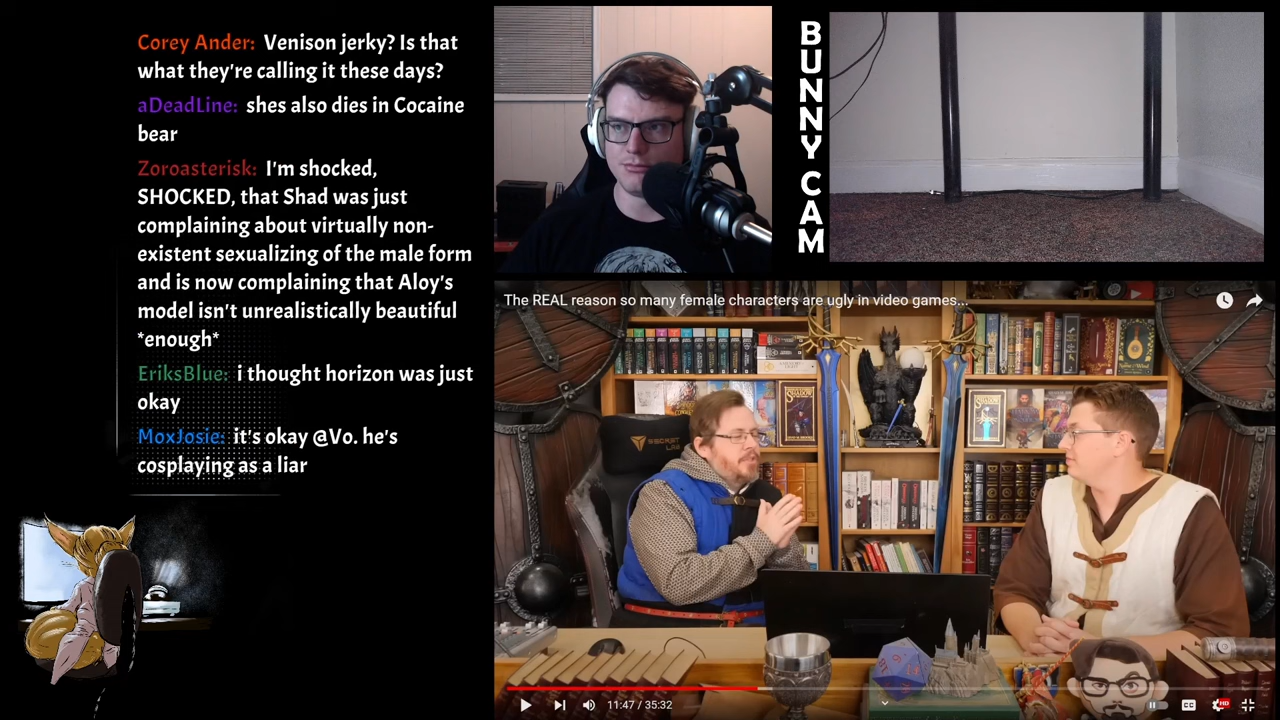 Corey Ander: Venison jerky? Is that
what they're calling it these days?
aDeadLine: shes also dies in Cocaine
bear
Zoroasterisk: I'm shocked,
SHOCKED, that Shad was just
complaining about virtually non-
existent sexualizing of the male form
and is now complaining that Aloy's
model isn't unrealistically beautiful
*enough*
EriksBlue: i thought horizon was just
okay
MoxJosie: it's okay @Vo. he's
cosplaying as a liar
BUNNY CAM
The REAL reason so many female characters are ugly in video games...
SECRET
LAB
SHADOW
11:47 / 35:32
CC
HD